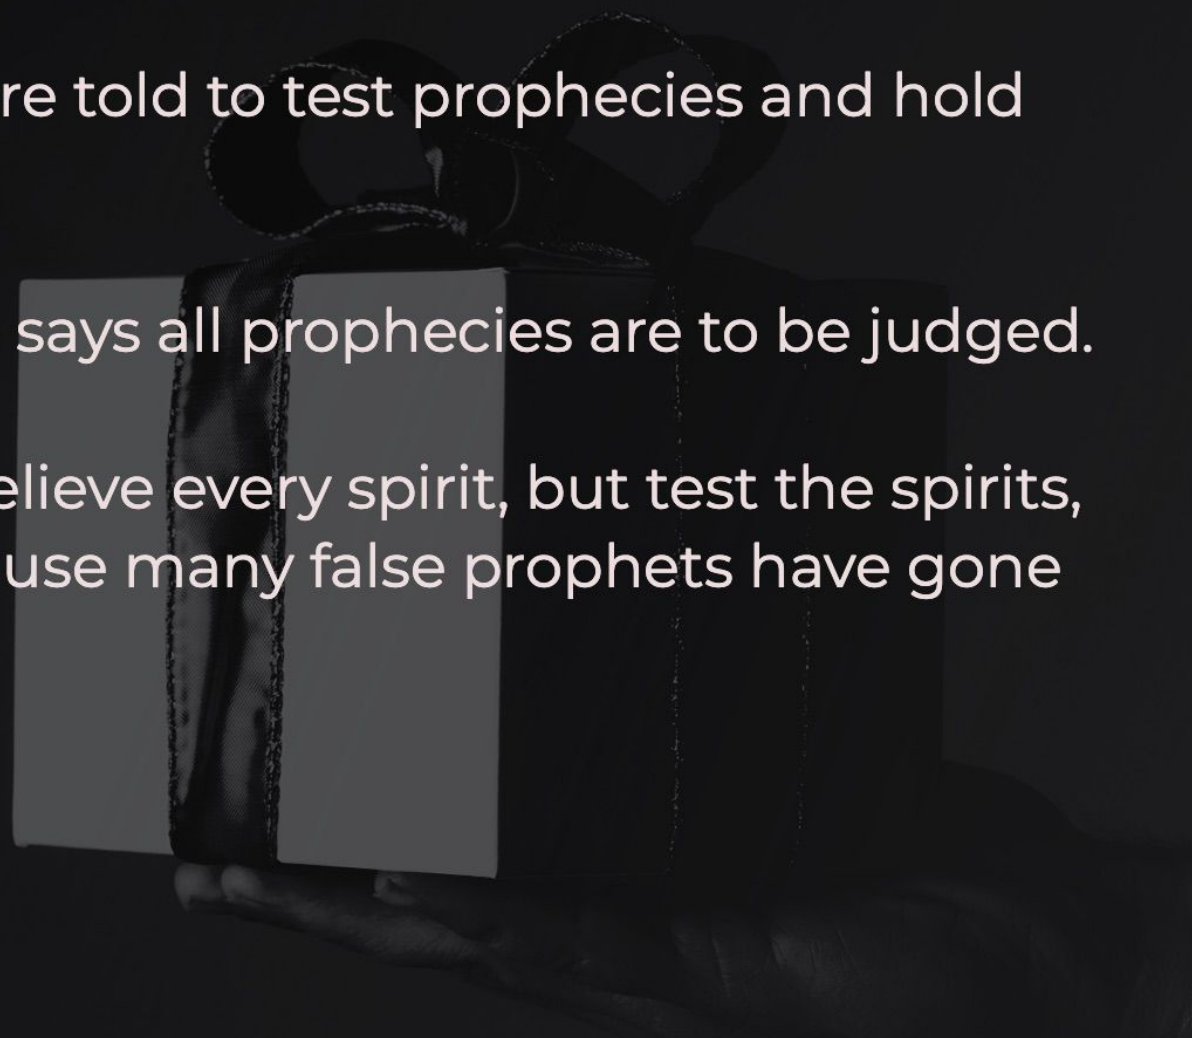 re told to test prophecies and hold
says all prophecies are to be judged.
elieve every spirit, but test the spirits,
use many false prophets have gone